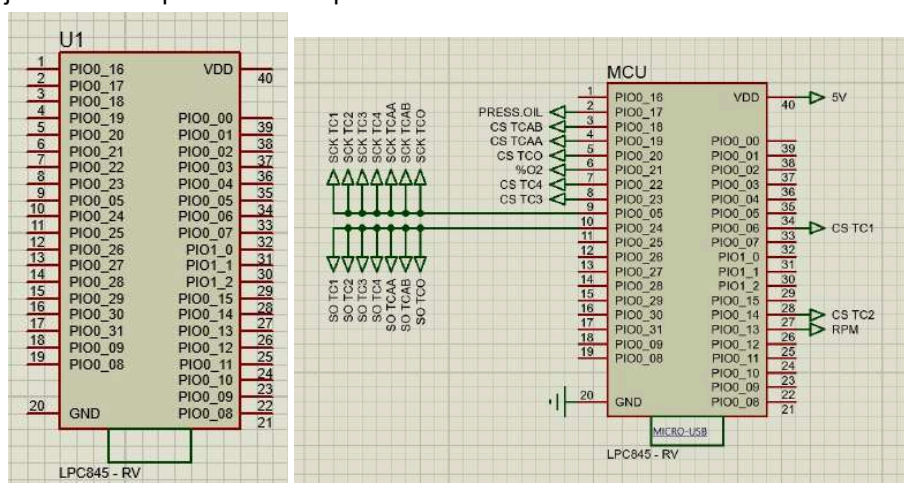 U1
1 PIO0_16 VDD 40
2 PIO0_17
3 PIO0_18
4 PIO0_19 PIO0_00 39
5 PIO0_20 PIO0_01 38
6 PIO0_21 PIO0_02 37
7 PIO0_22 PIO0_03 36
8 PIO0_23 PIO0_04 35
9 PIO0_05 PIO0_05 34
10 PIO0_24 PIO0_06 33
11 PIO0_25 PIO0_07 32
12 PIO0_26 PIO1_0 31
13 PIO0_27 PIO1_1 30
14 PIO0_28 PIO1_2 29
15 PIO0_29 PIO0_15 28
16 PIO0_30 PIO0_14 27
17 PIO0_31 PIO0_13 26
18 PIO0_09 PIO0_12 25
19 PIO0_08 PIO0_11 24
PIO0_10 23
PIO0_09 22
20 GND PIO0_08 21
LPC845 - RV
MCU
1 PIO0_16 VDD 40 5V
PRESS.OIL 2 PIO0_17
CS TCAB 3 PIO0_18
CS TCAA 4 PIO0_19 PIO0_00 39
CS TCO 5 PIO0_20 PIO0_01 38
%O2 6 PIO0_21 PIO0_02 37
CS TC4 7 PIO0_22 PIO0_03 36
CS TC3 8 PIO0_23 PIO0_04 35
9 PIO0_05 PIO0_05 34
10 PIO0_24 PIO0_06 33 CS TC1
11 PIO0_25 PIO0_07 32
12 PIO0_26 PIO1_0 31
13 PIO0_27 PIO1_1 30
14 PIO0_28 PIO1_2 29
15 PIO0_29 PIO0_15 28
16 PIO0_30 PIO0_14 27 CS TC2
17 PIO0_31 PIO0_13 26 RPM
18 PIO0_09 PIO0_12 25
19 PIO0_08 PIO0_11 24
PIO0_10 23
PIO0_09 22
20 GND PIO0_08 21
MICRO-USB
LPC845 - RV
SCK TC1
SCK TC2
SCK TC3
SCK TC4
SCK TCAA
SCK TCAB
SCK TCO
SO TC1
SO TC2
SO TC3
SO TC4
SO TCAA
SO TCAB
SO TCO